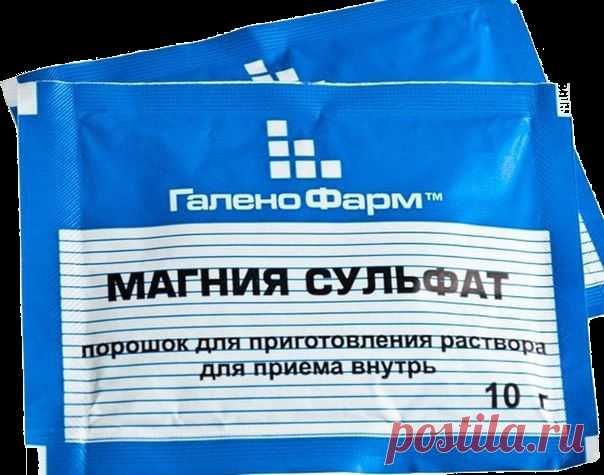 ГаленоФарм™
МАГНИЯ СУЛЬФАТ
порошок для приготовления раствора
для приема внутрь
10 г
postila.ru